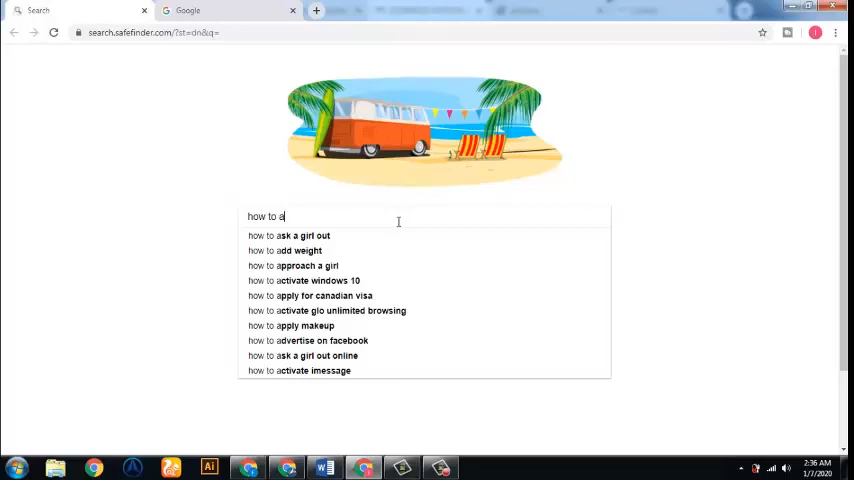 Search
Google
search.safefinder.com/?st=dn&q=
how to a
how to ask a girl out
how to add weight
how to approach a girl
how to activate windows 10
how to apply for canadian visa
how to activate glo unlimited browsing
how to apply makeup
how to advertise on facebook
how to ask a girl out online
how to activate imessage
Ai
2:36 AM
1/7/2020